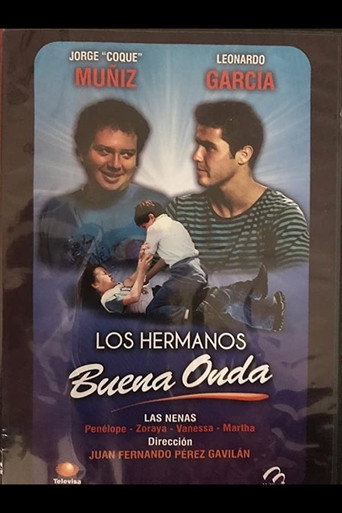 JORGE "COQUE" MUÑIZ
LEONARDO GARCIA
LOS HERMANOS
Buena Onda
LAS NENAS
Penélope - Zoraya - Vanessa - Martha
Dirección
JUAN FERNANDO PÉREZ GAVILÁN
Televisa